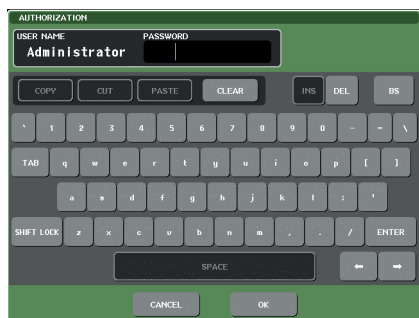 AUTHORIZATION
USER NAME PASSWORD
Administrator
COPY CUT PASTE CLEAR INS DEL BS
` 1 2 3 4 5 6 7 8 9 0 - = \
TAB q w e r t y u i o p [ ]
a s d f g h j k l ; '
SHIFT LOCK z x c v b n m , . / ENTER
SPACE ← →
CANCEL OK